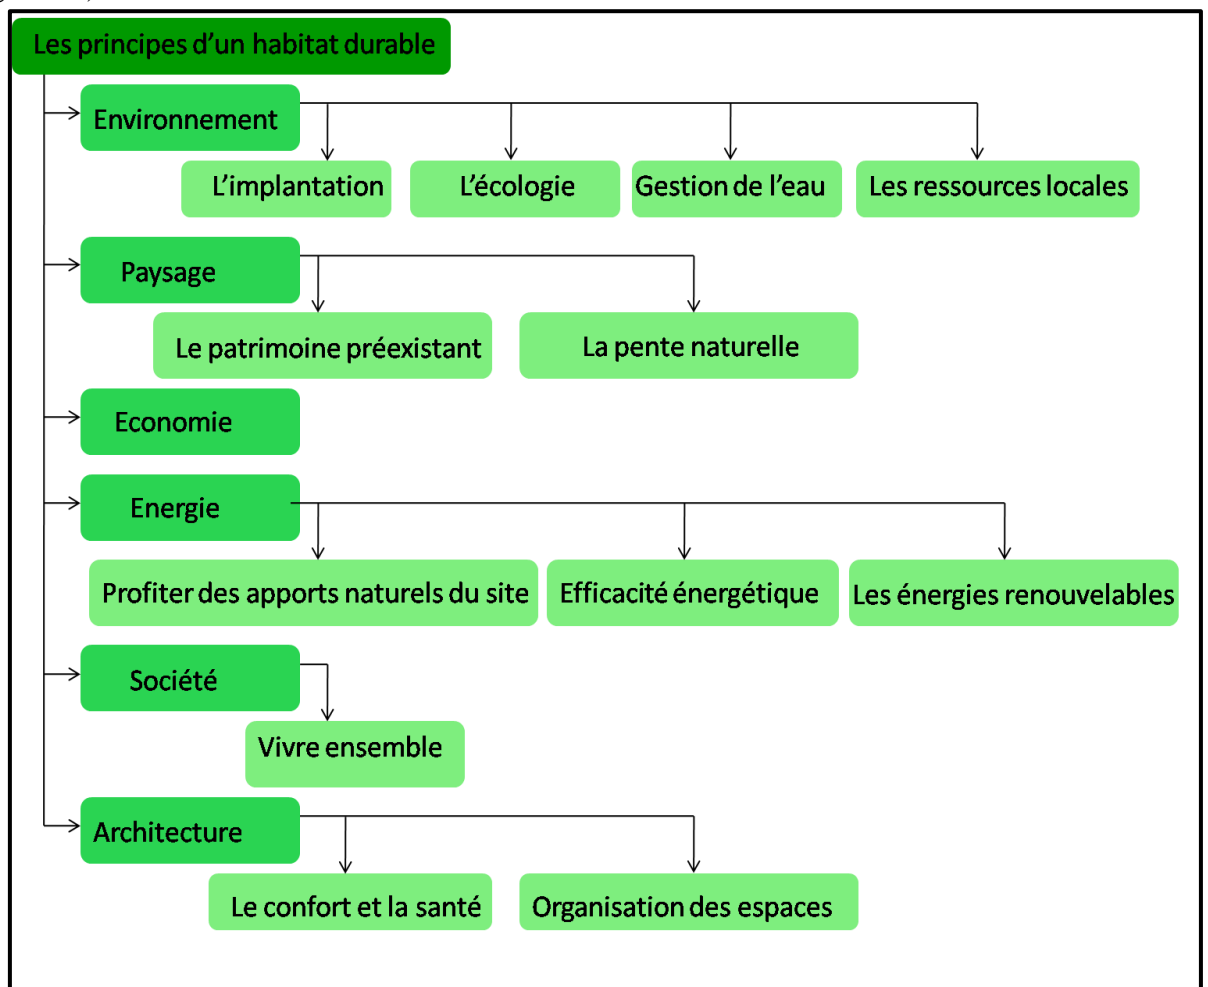 Les principes d’un habitat durable
Environnement
L’implantation
L’écologie
Gestion de l’eau
Les ressources locales
Paysage
Le patrimoine préexistant
La pente naturelle
Economie
Energie
Profiter des apports naturels du site
Efficacité énergétique
Les énergies renouvelables
Société
Vivre ensemble
Architecture
Le confort et la santé
Organisation des espaces